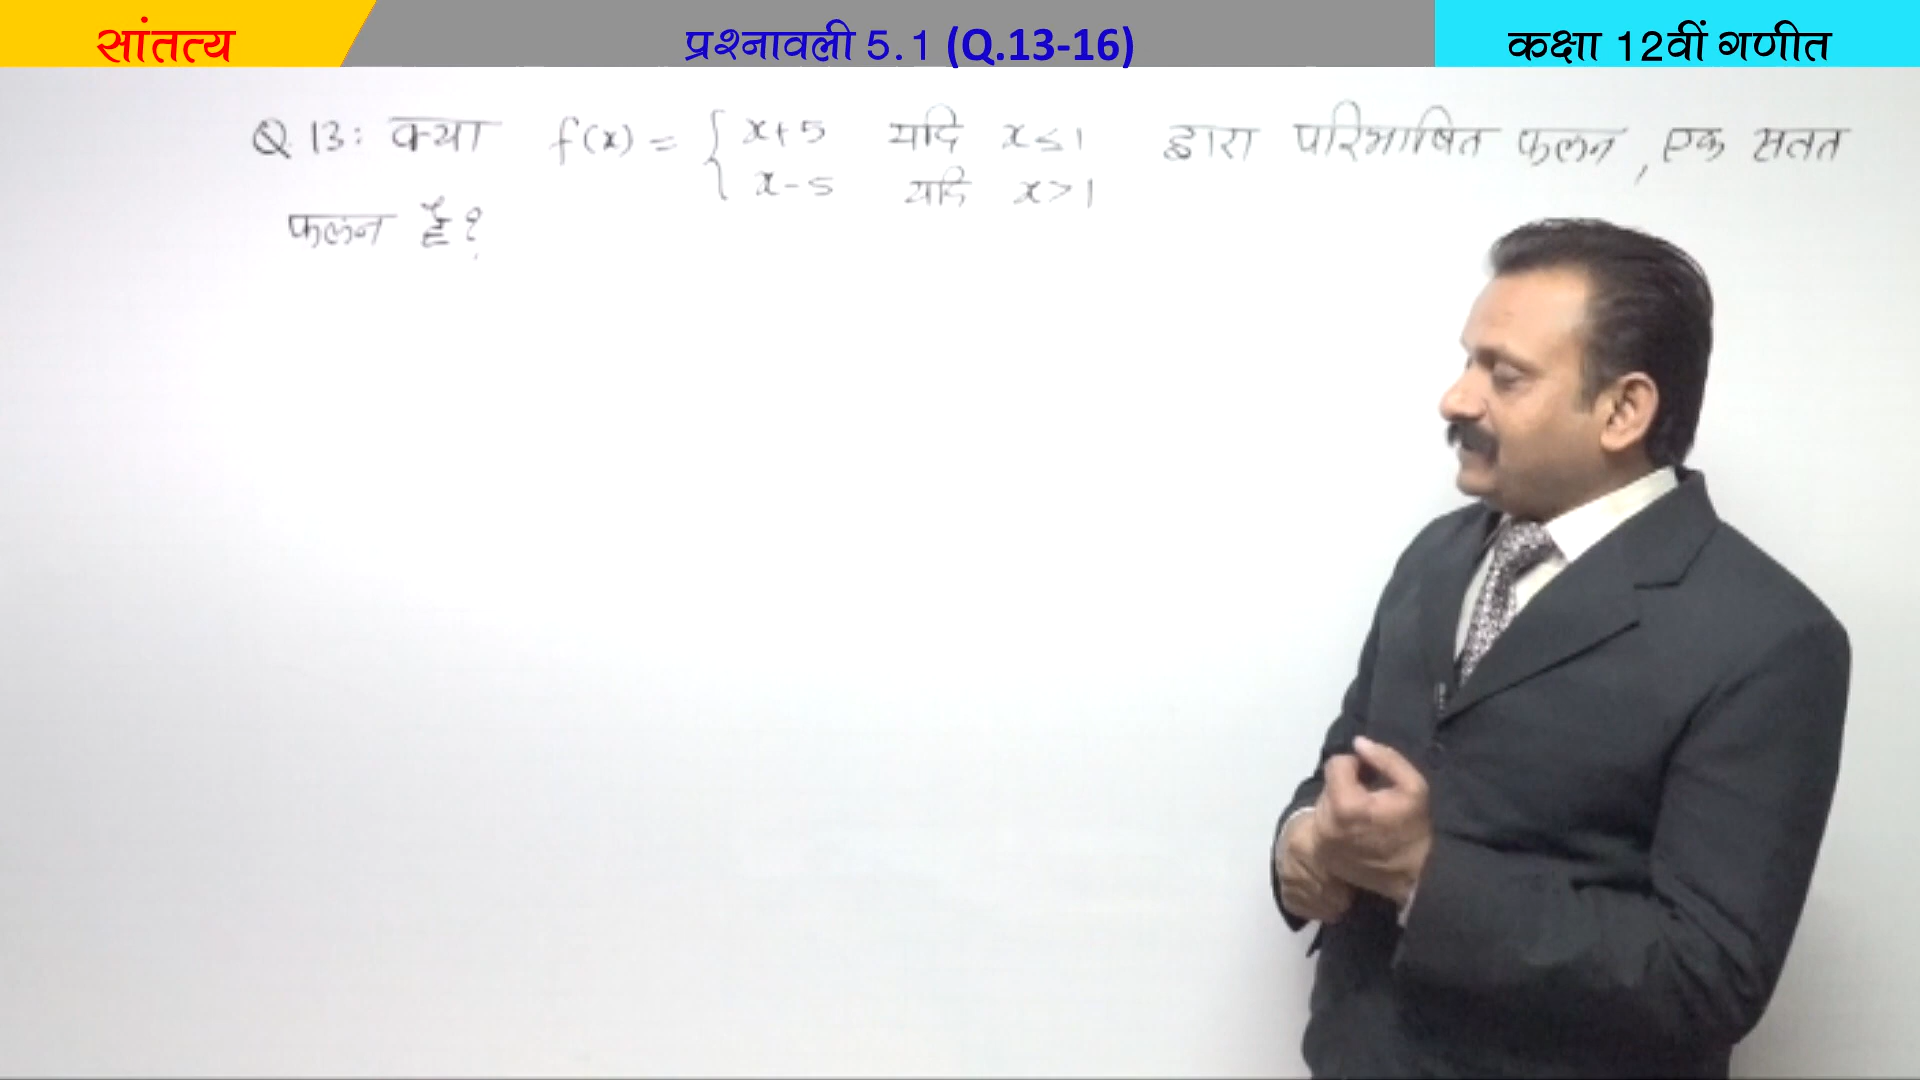 सांतत्य
प्रश्नावली 5.1 (Q.13-16)
कक्षा 12वीं गणीत
Q.13: क्या f(x) = { x+5 यदि x≤1 द्वारा परिभाषित फलन, एक सतत
x-5 यदि x>1
फलन है?